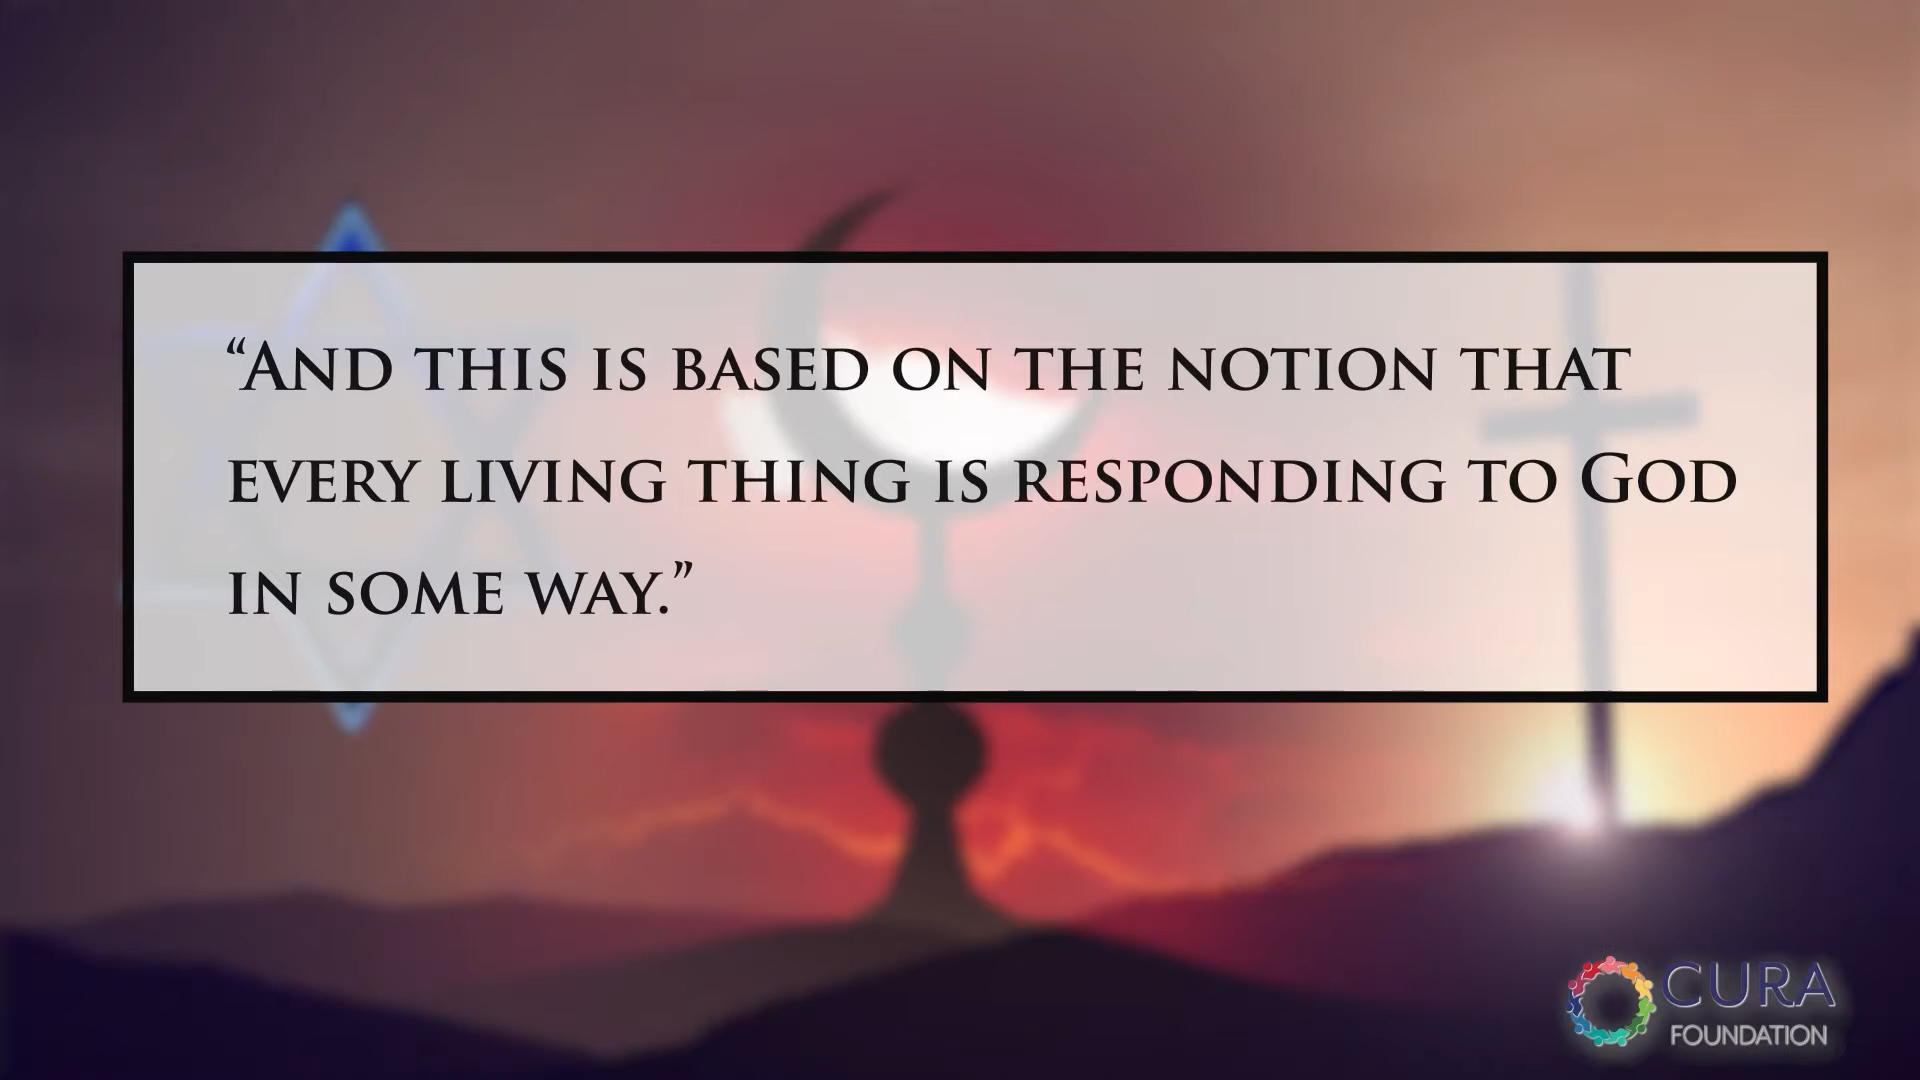 “And this is based on the notion that
every living thing is responding to God
in some way.”
CURA
FOUNDATION